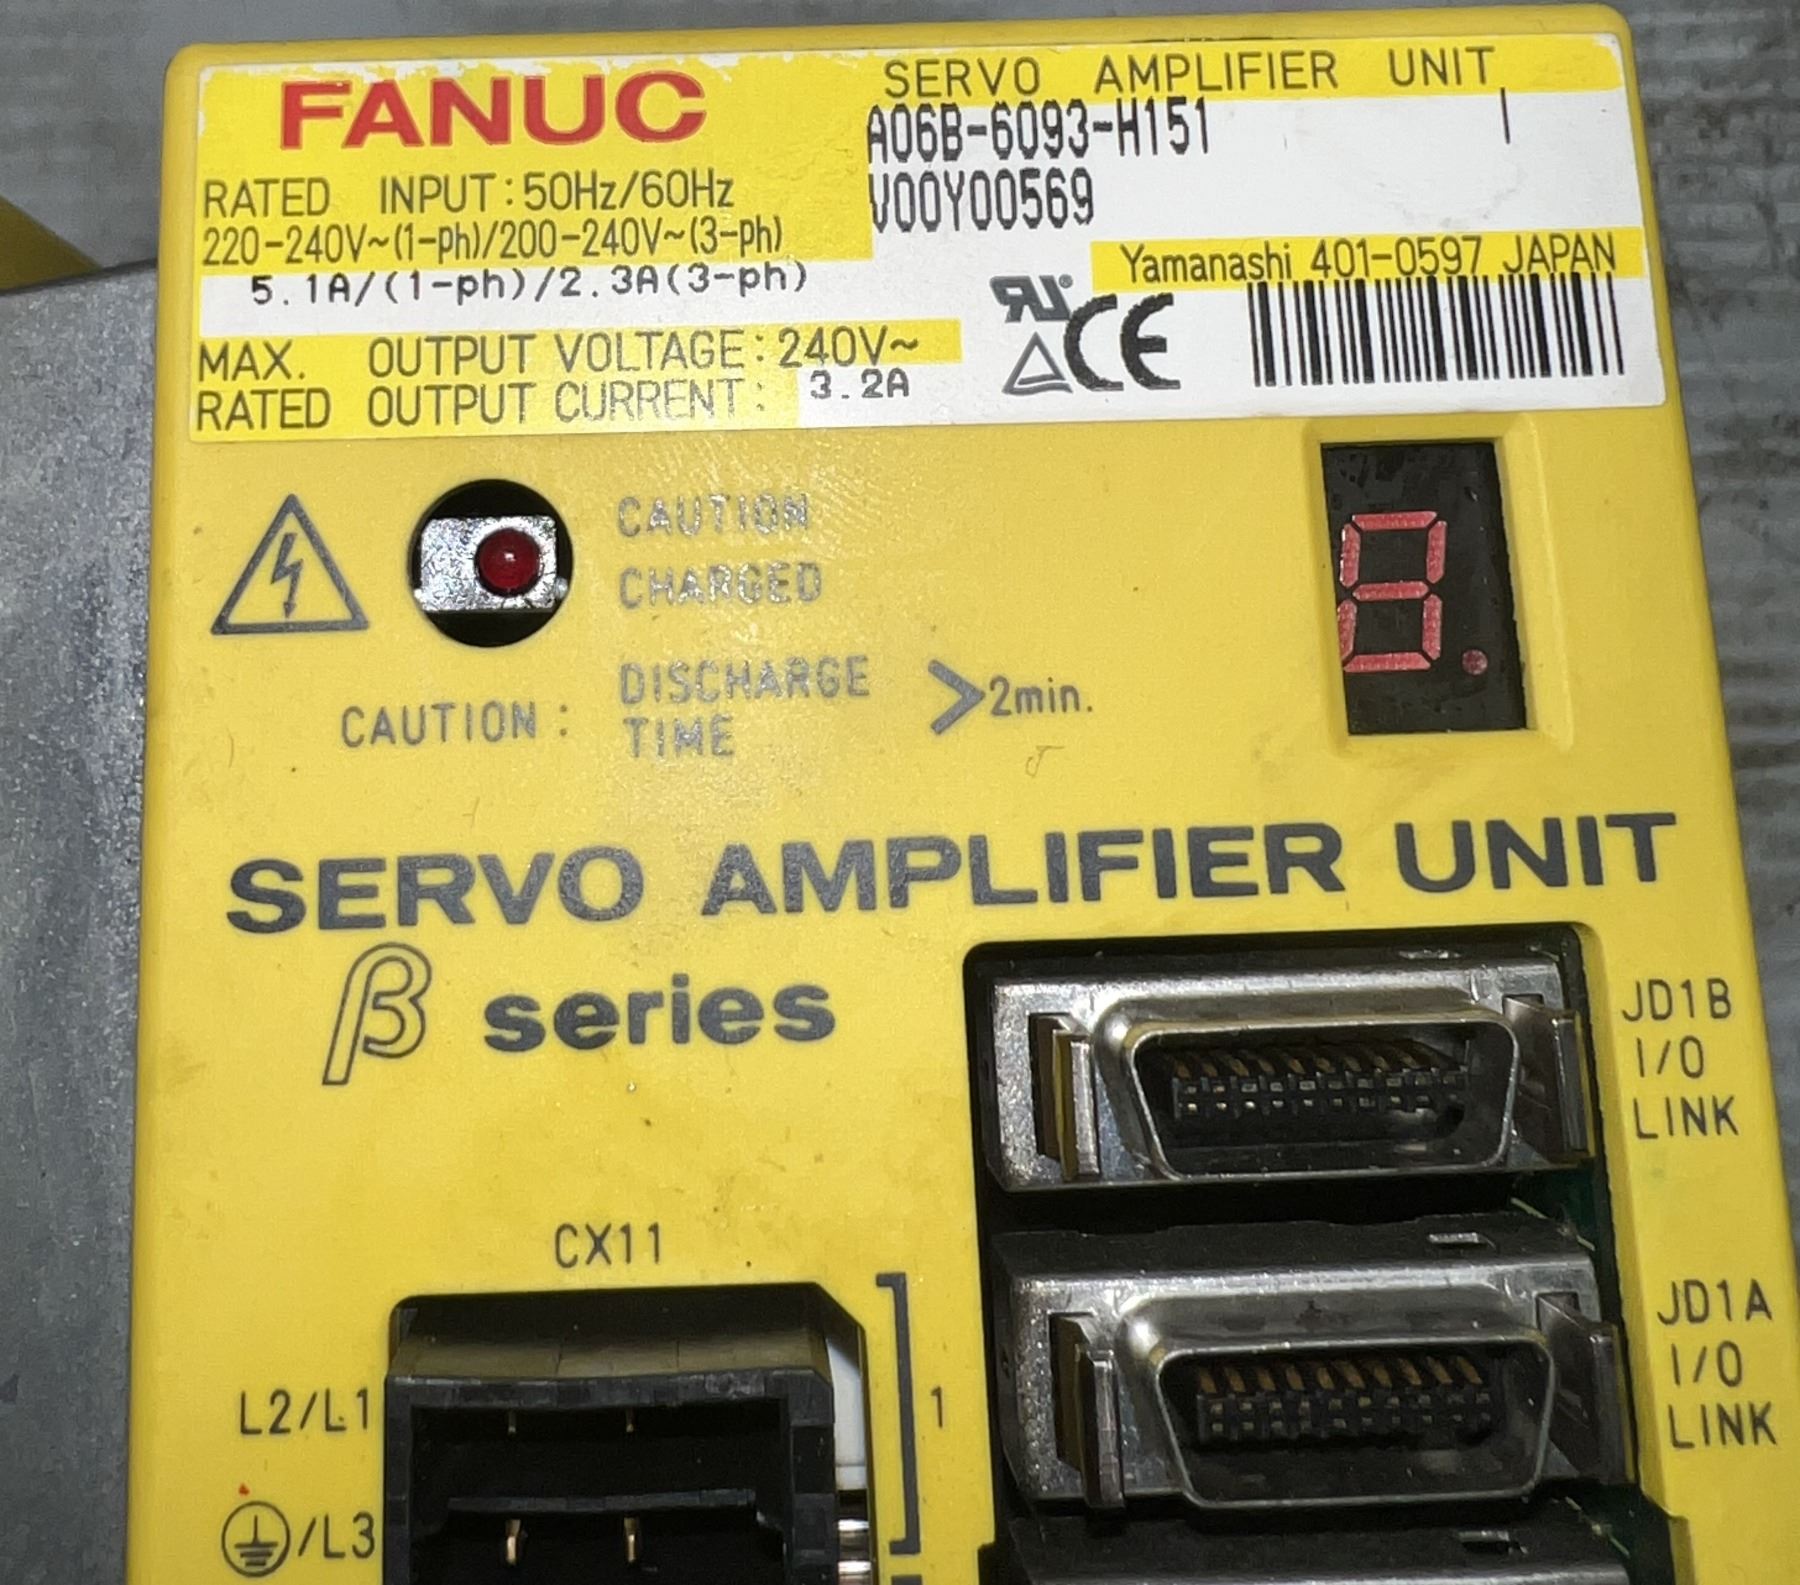 FANUC
SERVO AMPLIFIER UNIT
A06B-6093-H151
V00Y00569
RATED INPUT: 50Hz/60Hz
220-240V~(1-ph)/200-240V~(3-ph)
5.1A/(1-ph)/2.3A(3-ph)
Yamanashi 401-0597 JAPAN
MAX. OUTPUT VOLTAGE: 240V~
RATED OUTPUT CURRENT: 3.2A
CE
CAUTION
CHARGED
8.
CAUTION: DISCHARGE TIME >2min.
SERVO AMPLIFIER UNIT
β series
JD1B
I/O
LINK
CX11
JD1A
I/O
LINK
L2/L1
1
/L3